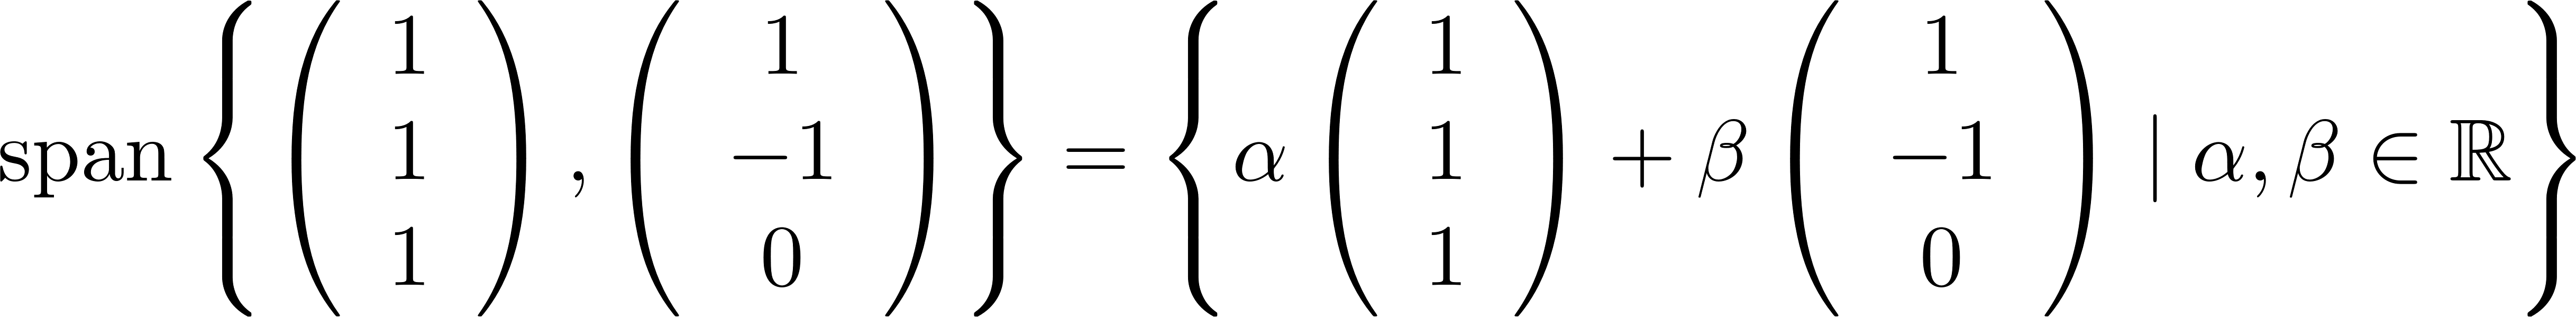 span { ( 1 1 1 ) , ( 1 −1 0 ) } = { α ( 1 1 1 ) + β ( 1 −1 0 ) | α, β ∈ ℝ }